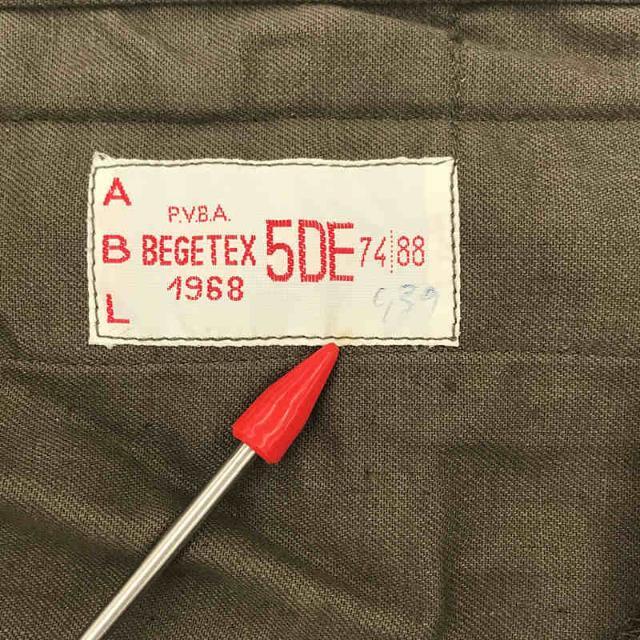 A B L
P.V.B.A.
BEGETEX 5DE 74 88
1968